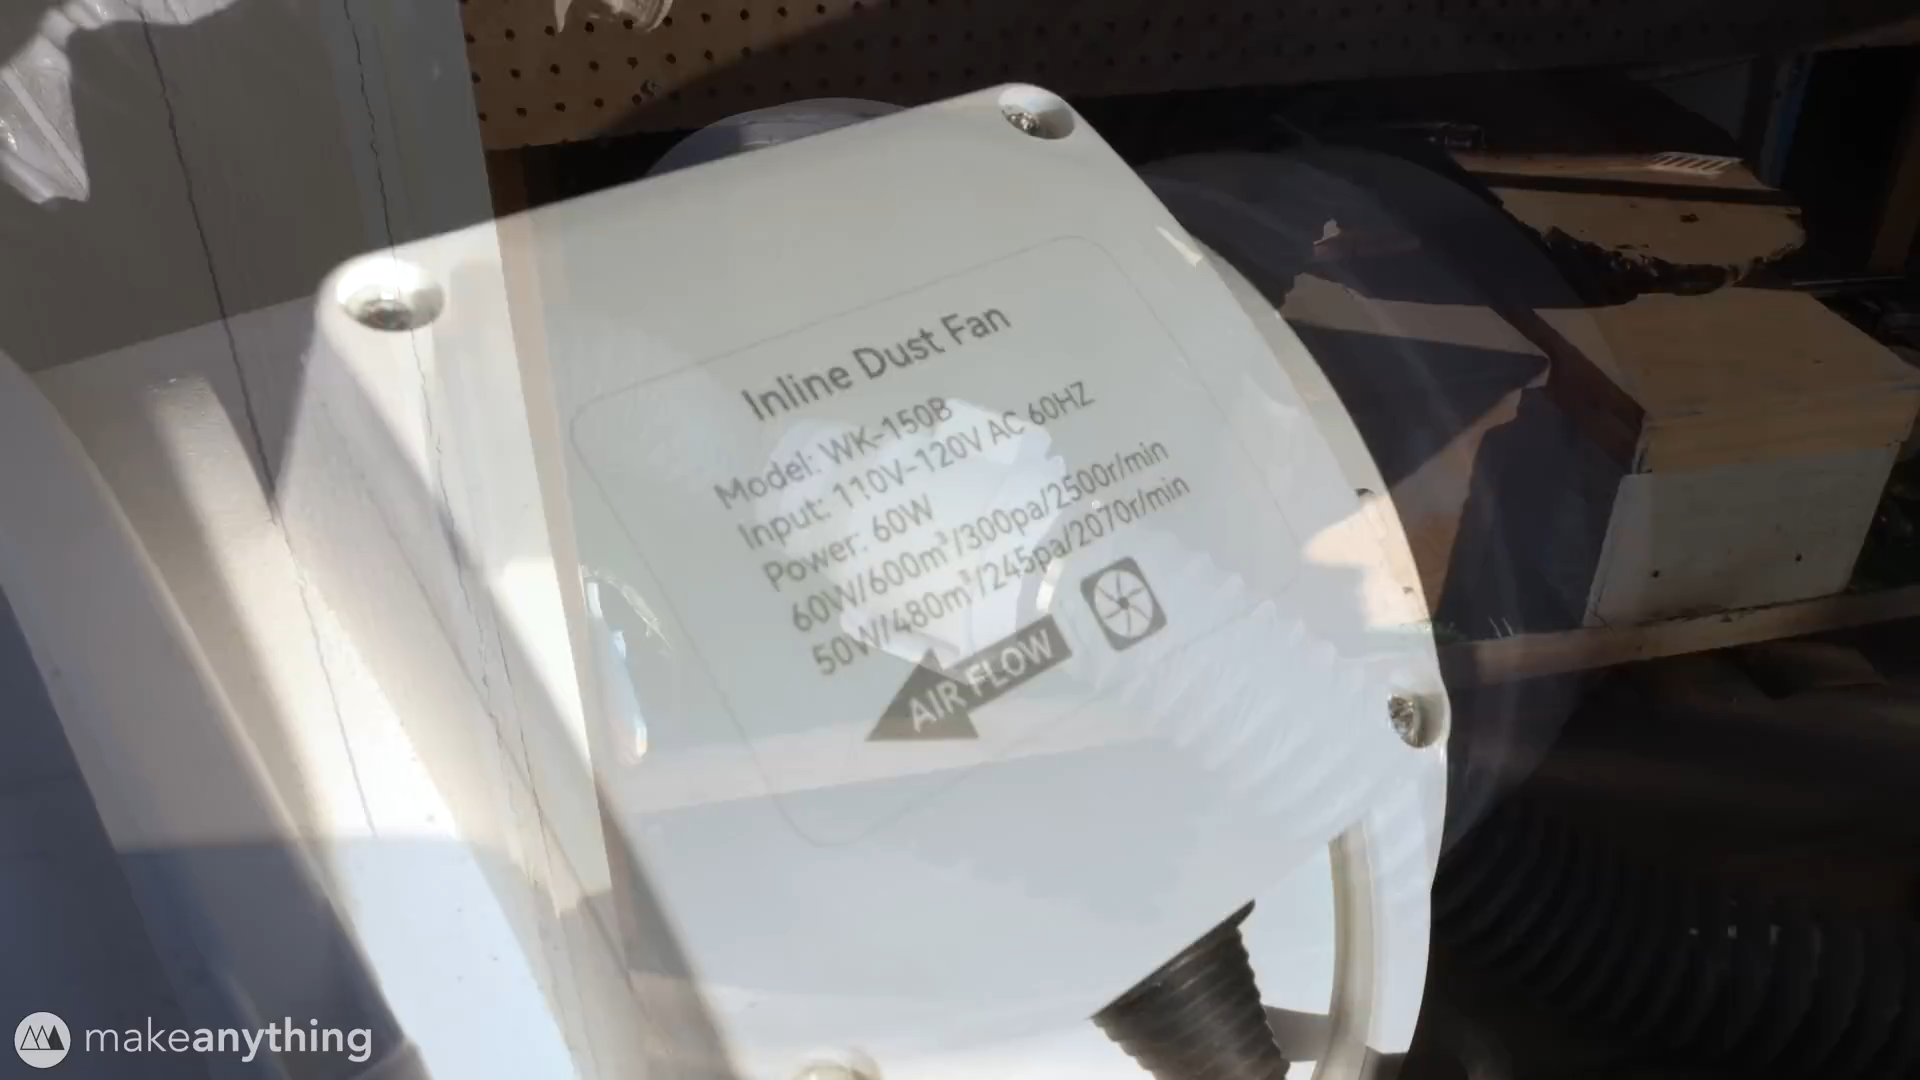 Inline Dust Fan
Model: WK-150B
Input: 110V-120V AC 60HZ
Power: 60W
60W/600m³/300pa/2500r/min
50W/480m³/245pa/2070r/min
AIR FLOW
makeanything